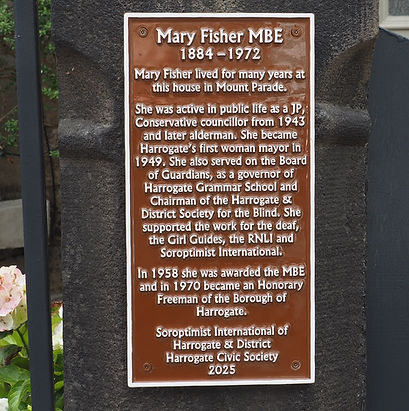 Mary Fisher MBE
1884 – 1972
Mary Fisher lived for many years at
this house in Mount Parade.
She was active in public life as a JP,
Conservative councillor from 1943
and later alderman. She became
Harrogate's first woman mayor in
1949. She also served on the Board
of Guardians, as a governor of
Harrogate Grammar School and
Chairman of the Harrogate &
District Society for the Blind. She
supported the work for the deaf,
the Girl Guides, the RNLI and
Soroptimist International.
In 1958 she was awarded the MBE
and in 1970 became an Honorary
Freeman of the Borough of
Harrogate.
Soroptimist International of
Harrogate & District
Harrogate Civic Society
2025